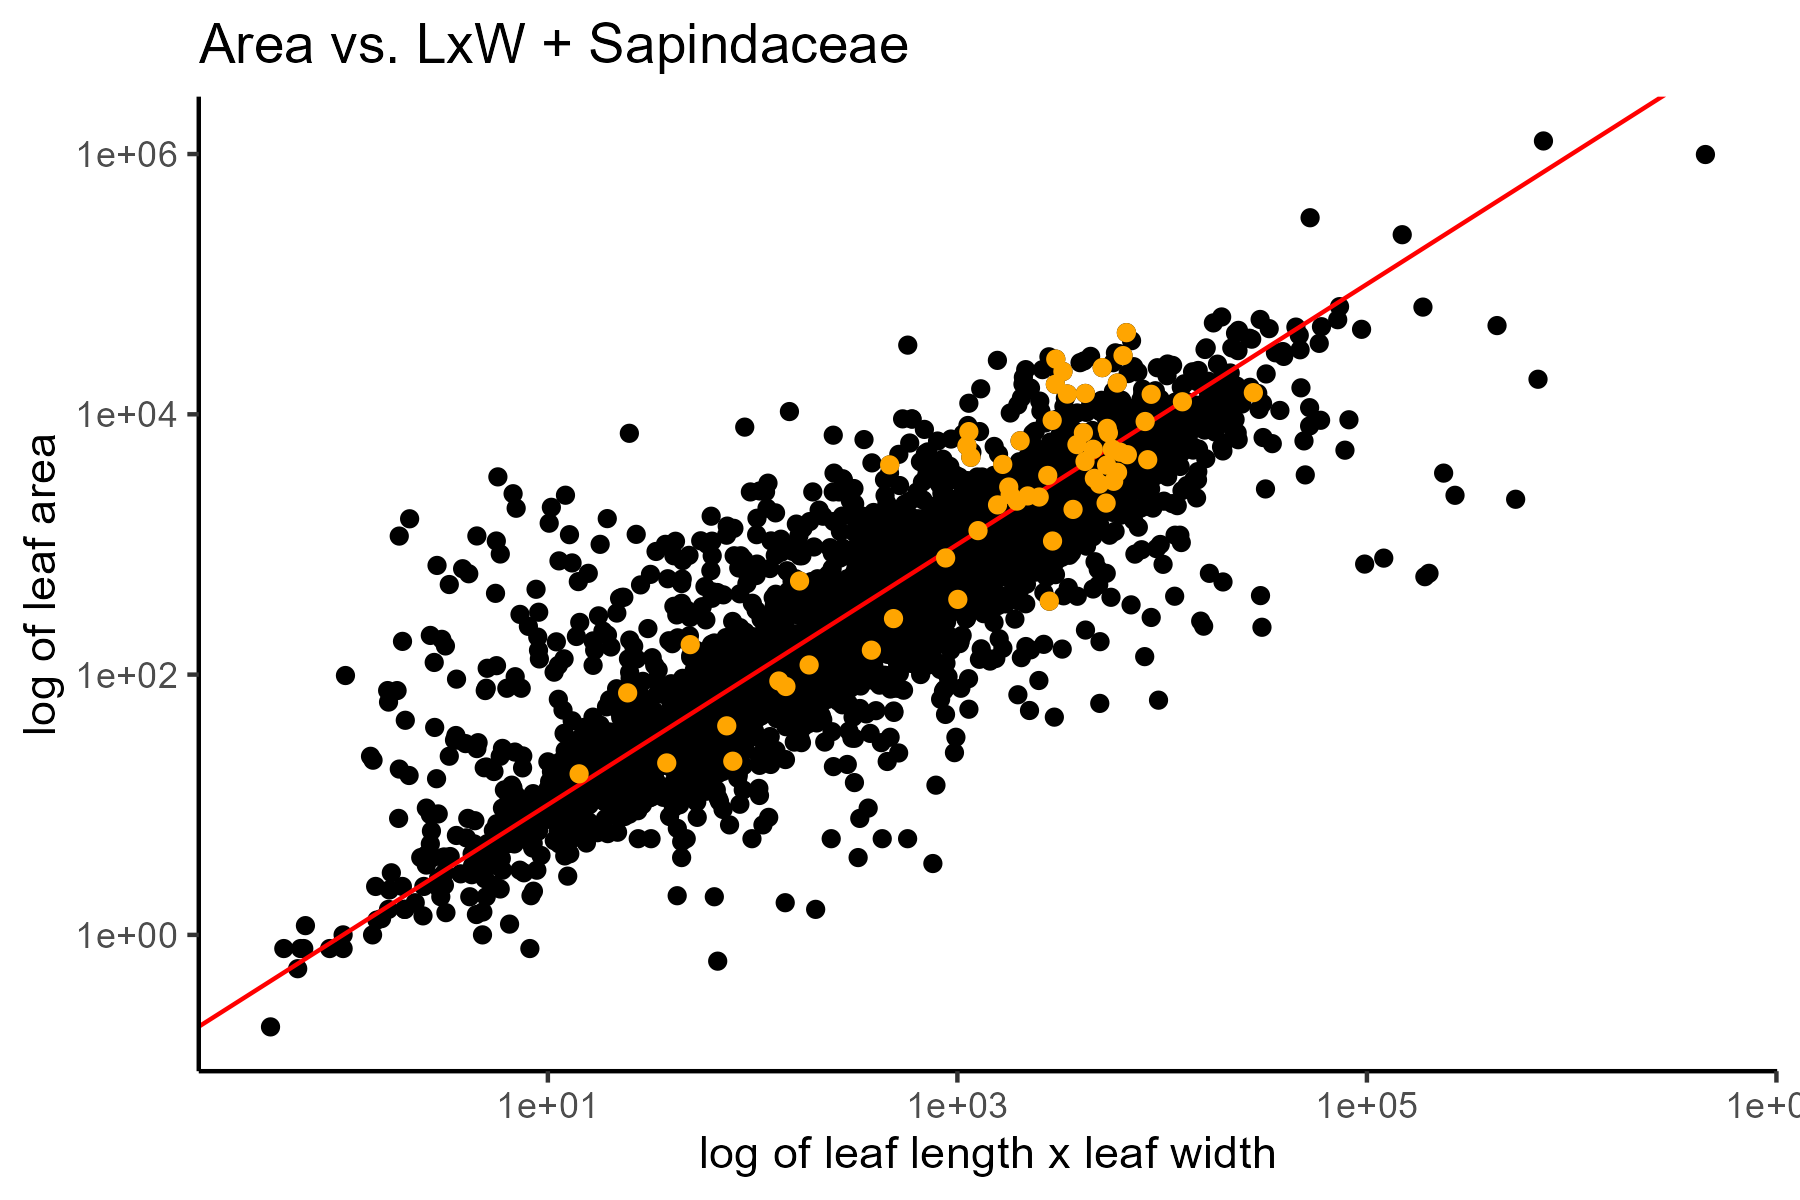 Area vs. LxW + Sapindaceae
log of leaf area
1e+06
1e+04
1e+02
1e+00
1e+01
1e+03
1e+05
log of leaf length x leaf width